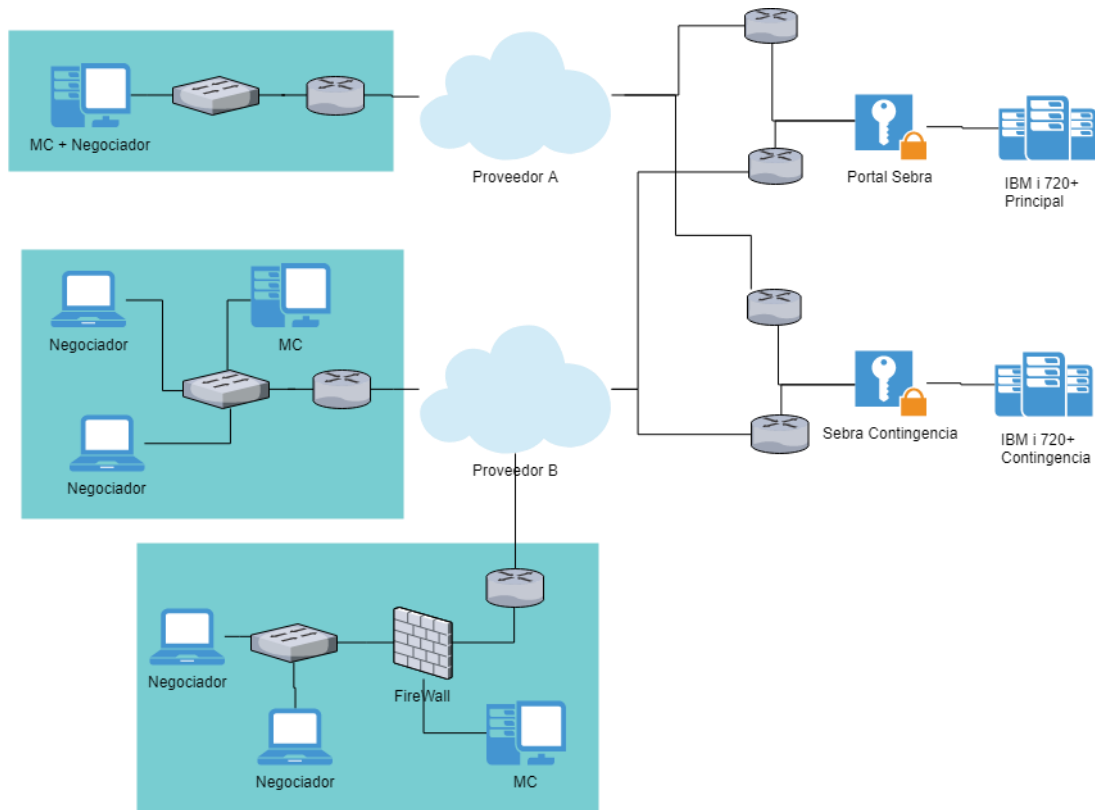 MC + Negociador
Proveedor A
Portal Sebra
IBM i 720+
Principal
Negociador
MC
Negociador
Proveedor B
Sebra Contingencia
IBM i 720+
Contingencia
Negociador
FireWall
Negociador
MC